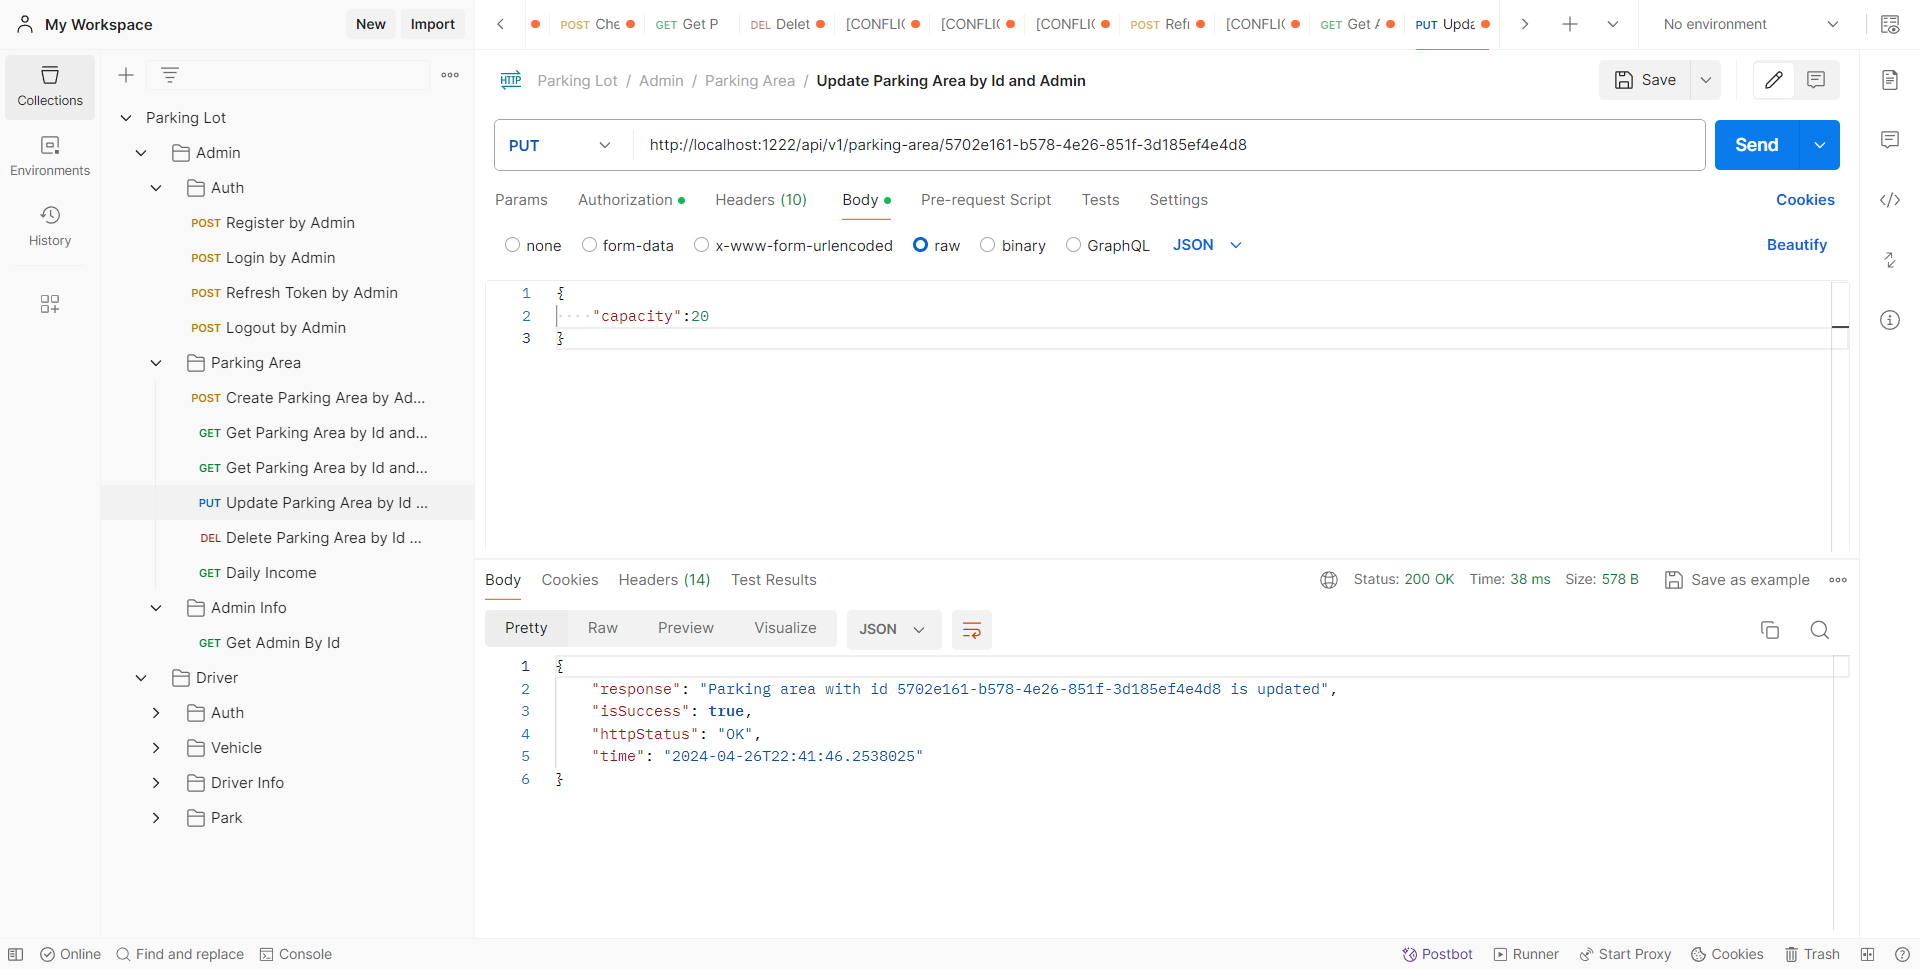 My Workspace
New
Import
POST Che
GET Get P
DEL Delet
[CONFLIC
[CONFLIC
[CONFLIC
POST Refr
[CONFLIC
GET Get A
PUT Upda
No environment
Collections
Environments
History
Parking Lot
Admin
Auth
POST Register by Admin
POST Login by Admin
POST Refresh Token by Admin
POST Logout by Admin
Parking Area
POST Create Parking Area by Ad...
GET Get Parking Area by Id and...
GET Get Parking Area by Id and...
PUT Update Parking Area by Id ...
DEL Delete Parking Area by Id ...
GET Daily Income
Admin Info
GET Get Admin By Id
Driver
Auth
Vehicle
Driver Info
Park
HTTP Parking Lot / Admin / Parking Area / Update Parking Area by Id and Admin
Save
PUT
http://localhost:1222/api/v1/parking-area/5702e161-b578-4e26-851f-3d185ef4e4d8
Send
Params Authorization Headers (10) Body Pre-request Script Tests Settings
Cookies
none form-data x-www-form-urlencoded raw binary GraphQL JSON
Beautify
1 {
2 "capacity":20
3 }
Body Cookies Headers (14) Test Results
Status: 200 OK Time: 38 ms Size: 578 B
Save as example
Pretty Raw Preview Visualize JSON
1 {
2 "response": "Parking area with id 5702e161-b578-4e26-851f-3d185ef4e4d8 is updated",
3 "isSuccess": true,
4 "httpStatus": "OK",
5 "time": "2024-04-26T22:41:46.2538025"
6 }
Online
Find and replace
Console
Postbot
Runner
Start Proxy
Cookies
Trash